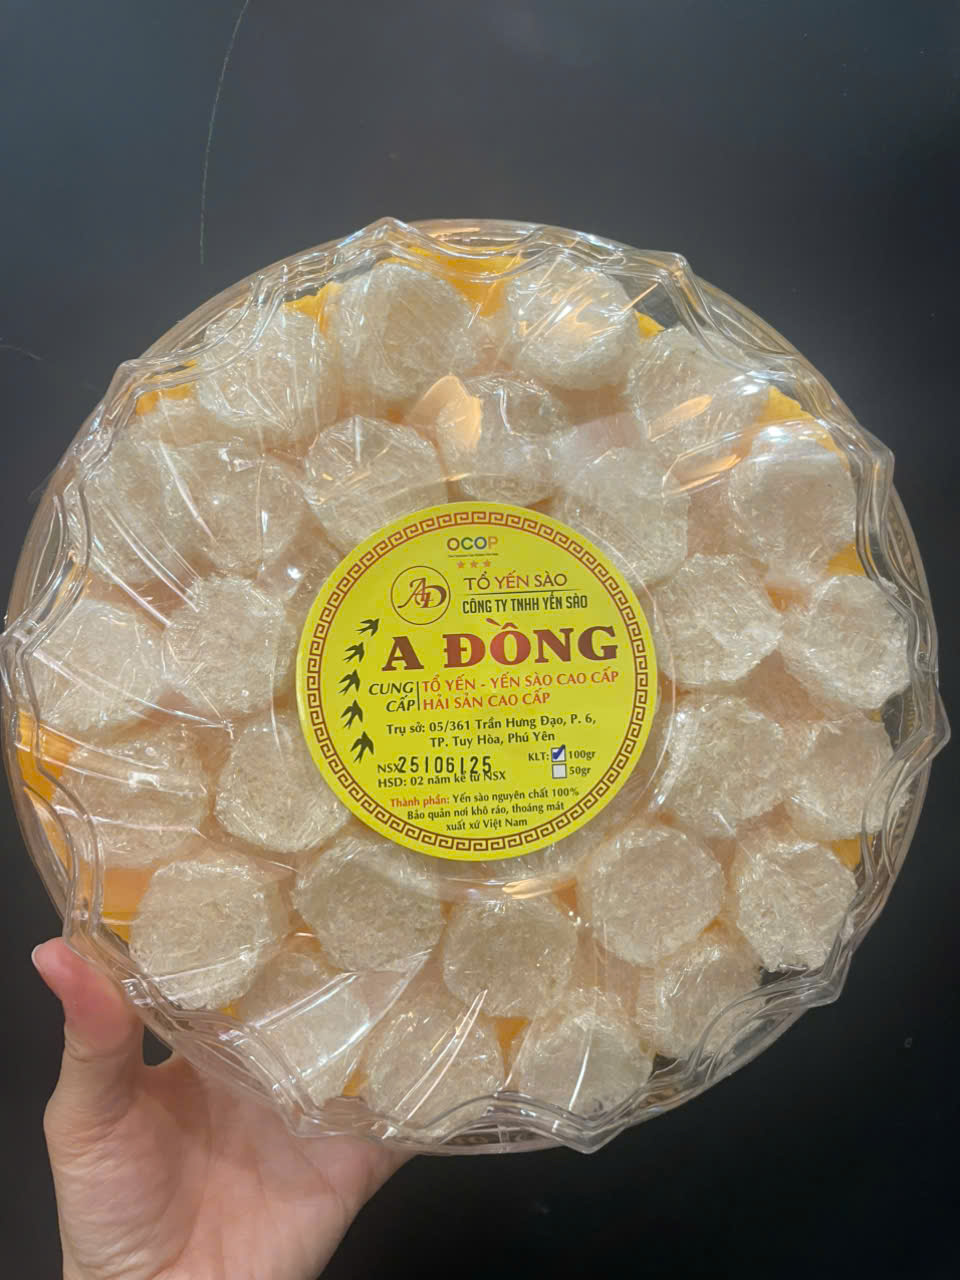 OCOP
AĐ
TỔ YẾN SÀO
CÔNG TY TNHH YẾN SÀO
A ĐỒNG
CUNG CẤP
TỔ YẾN - YẾN SÀO CAO CẤP
HẢI SẢN CAO CẤP
Trụ sở: 05/361 Trần Hưng Đạo, P. 6,
TP. Tuy Hòa, Phú Yên
KLT: 100gr
50gr
NSX 25|06|25
HSD: 02 năm kể từ NSX
Thành phần: Yến sào nguyên chất 100%
Bảo quản nơi khô ráo, thoáng mát
xuất xứ Việt Nam